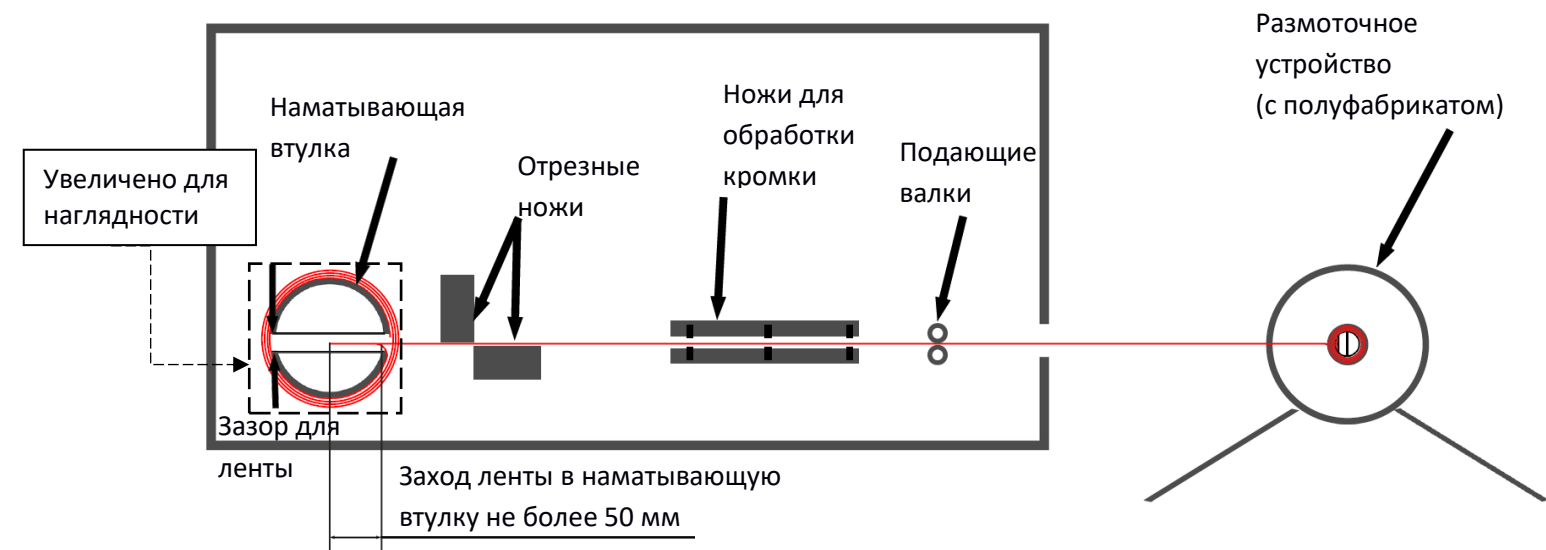 Размоточное
устройство
(с полуфабрикатом)
Наматывающая
втулка
Ножи для
обработки
кромки
Отрезные
ножи
Подающие
валки
Увеличено для
наглядности
Зазор для
ленты
Заход ленты в наматывающую
втулку не более 50 мм